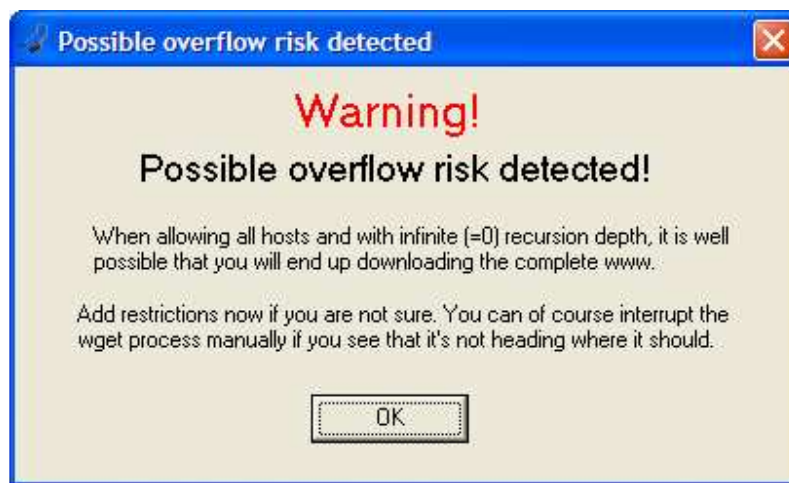 Possible overflow risk detected
Warning!
Possible overflow risk detected!
When allowing all hosts and with infinite (=0) recursion depth, it is well
possible that you will end up downloading the complete www.
Add restrictions now if you are not sure. You can of course interrupt the
wget process manually if you see that it's not heading where it should.
OK